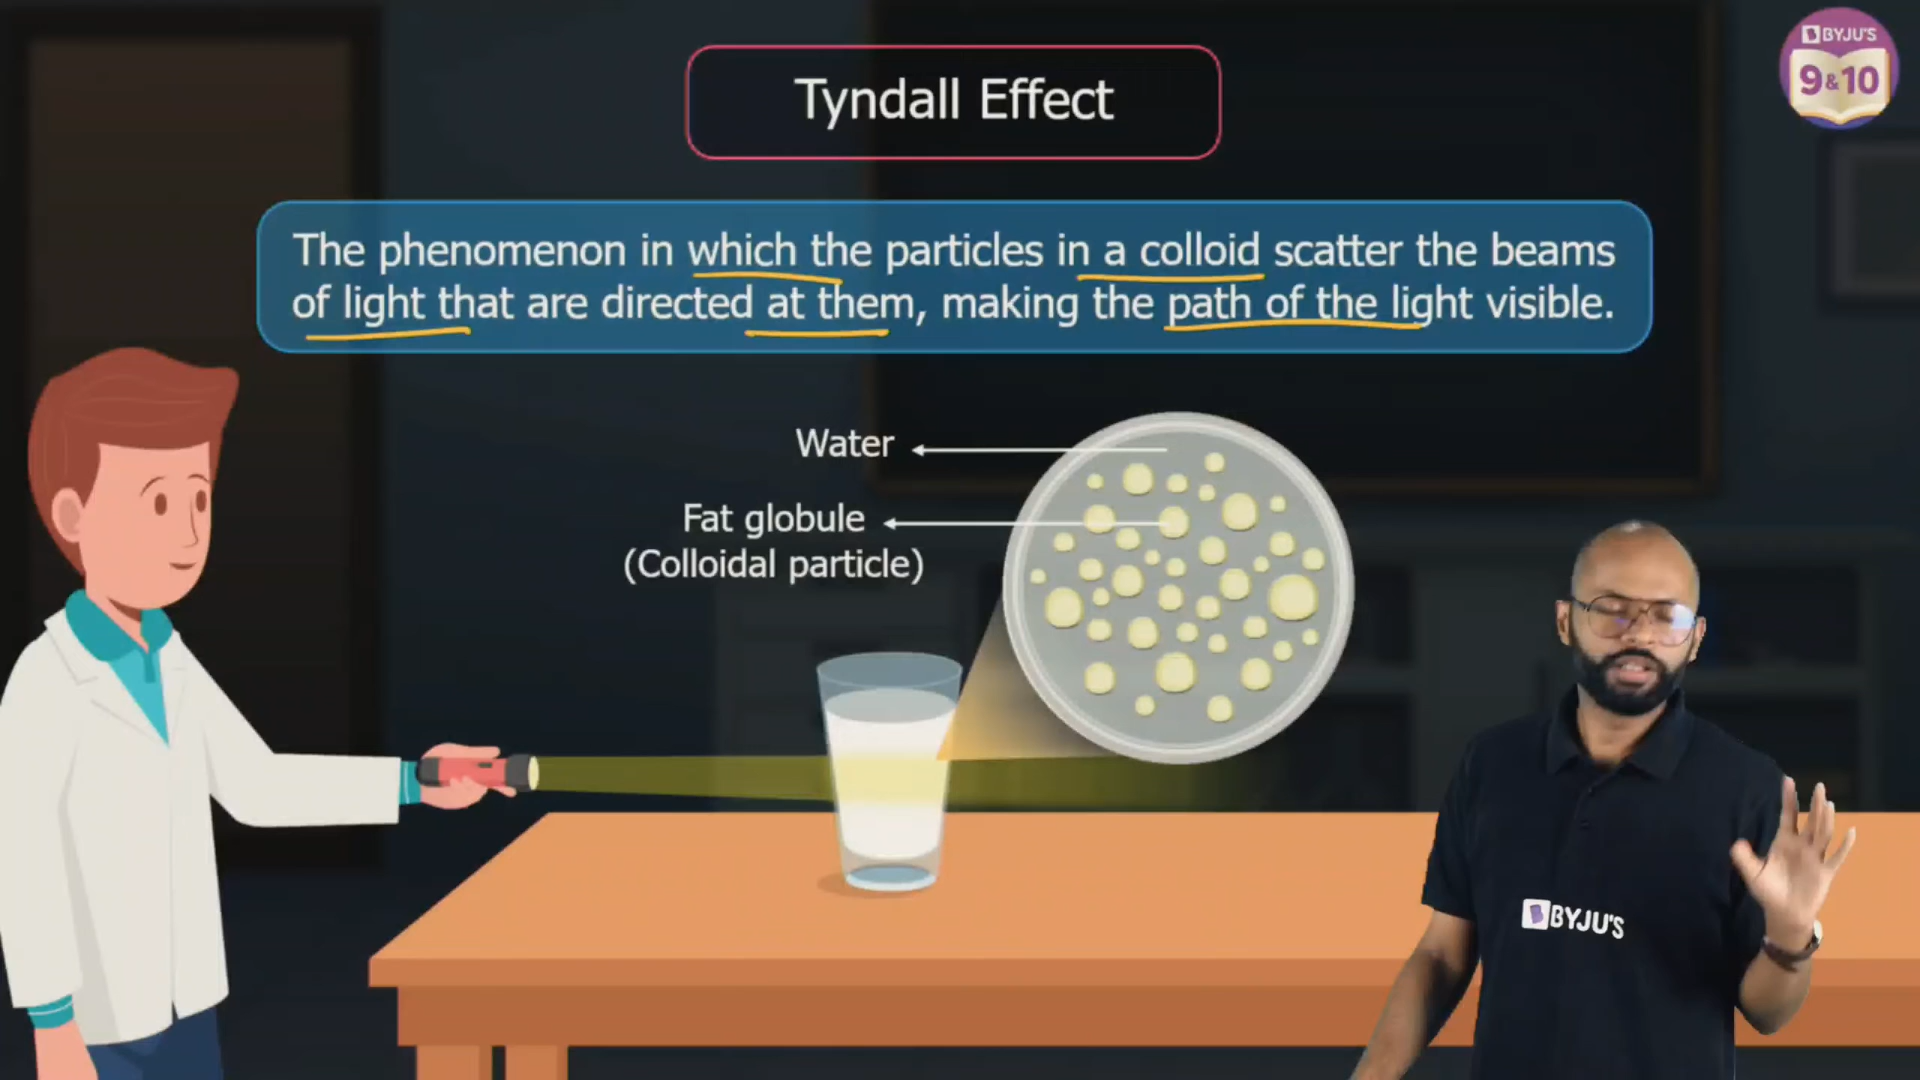 BYJU'S
9&10
Tyndall Effect
The phenomenon in which the particles in a colloid scatter the beams
of light that are directed at them, making the path of the light visible.
Water
Fat globule
(Colloidal particle)
BYJU'S